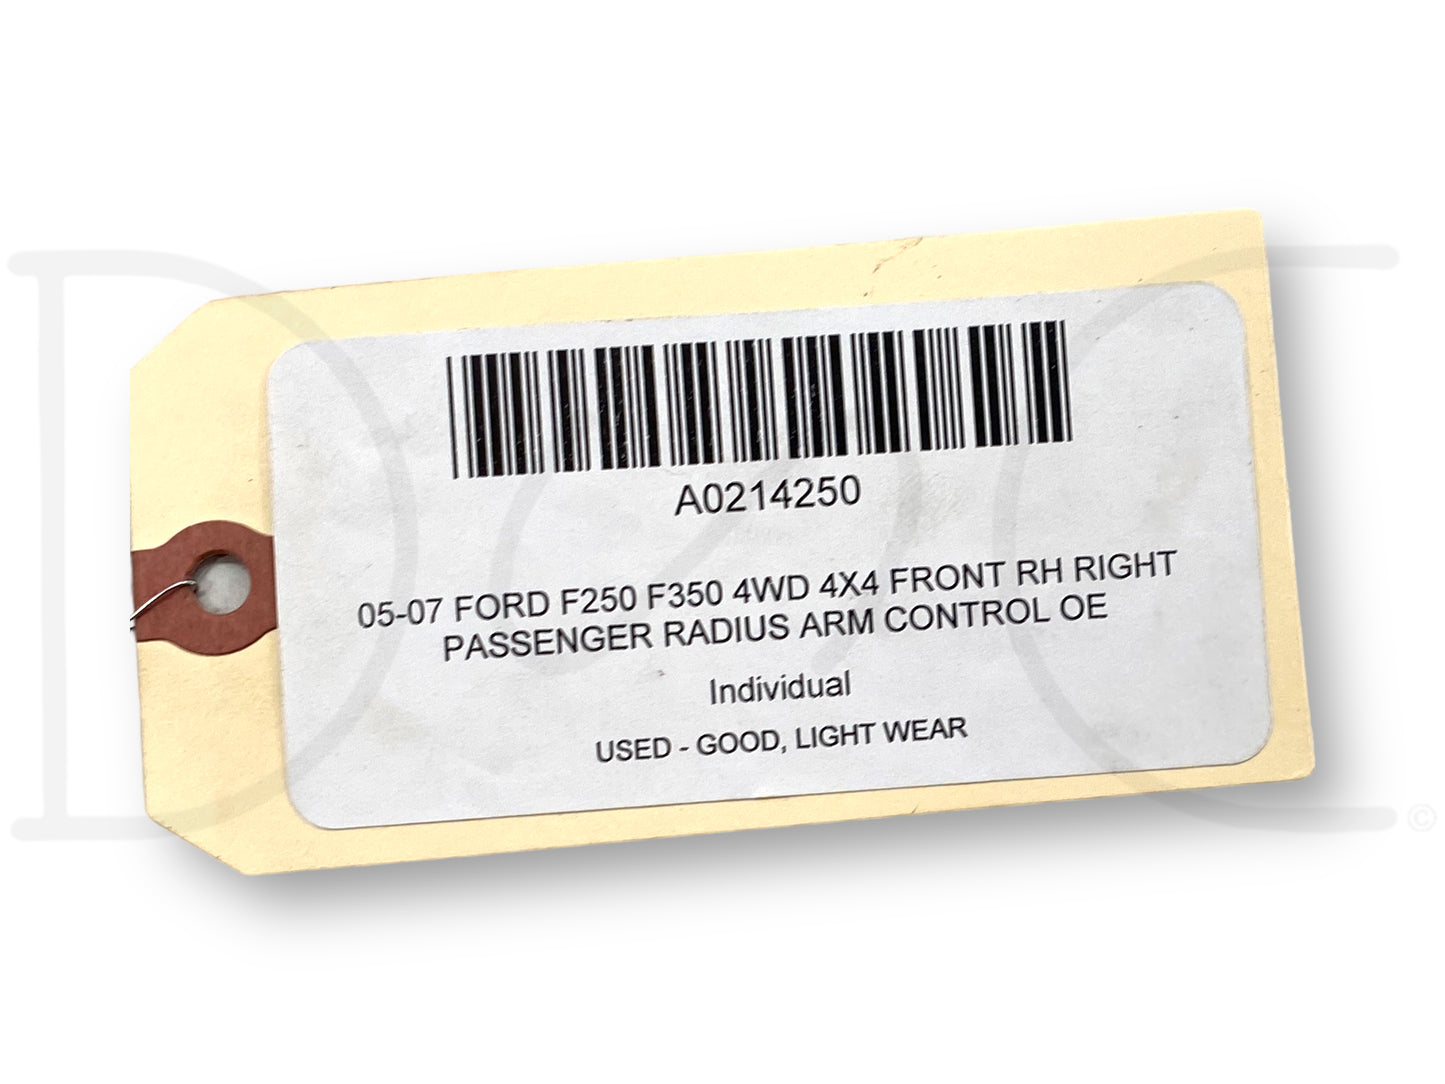 A0214250
05-07 FORD F250 F350 4WD 4X4 FRONT RH RIGHT
PASSENGER RADIUS ARM CONTROL OE
Individual
USED - GOOD, LIGHT WEAR
©